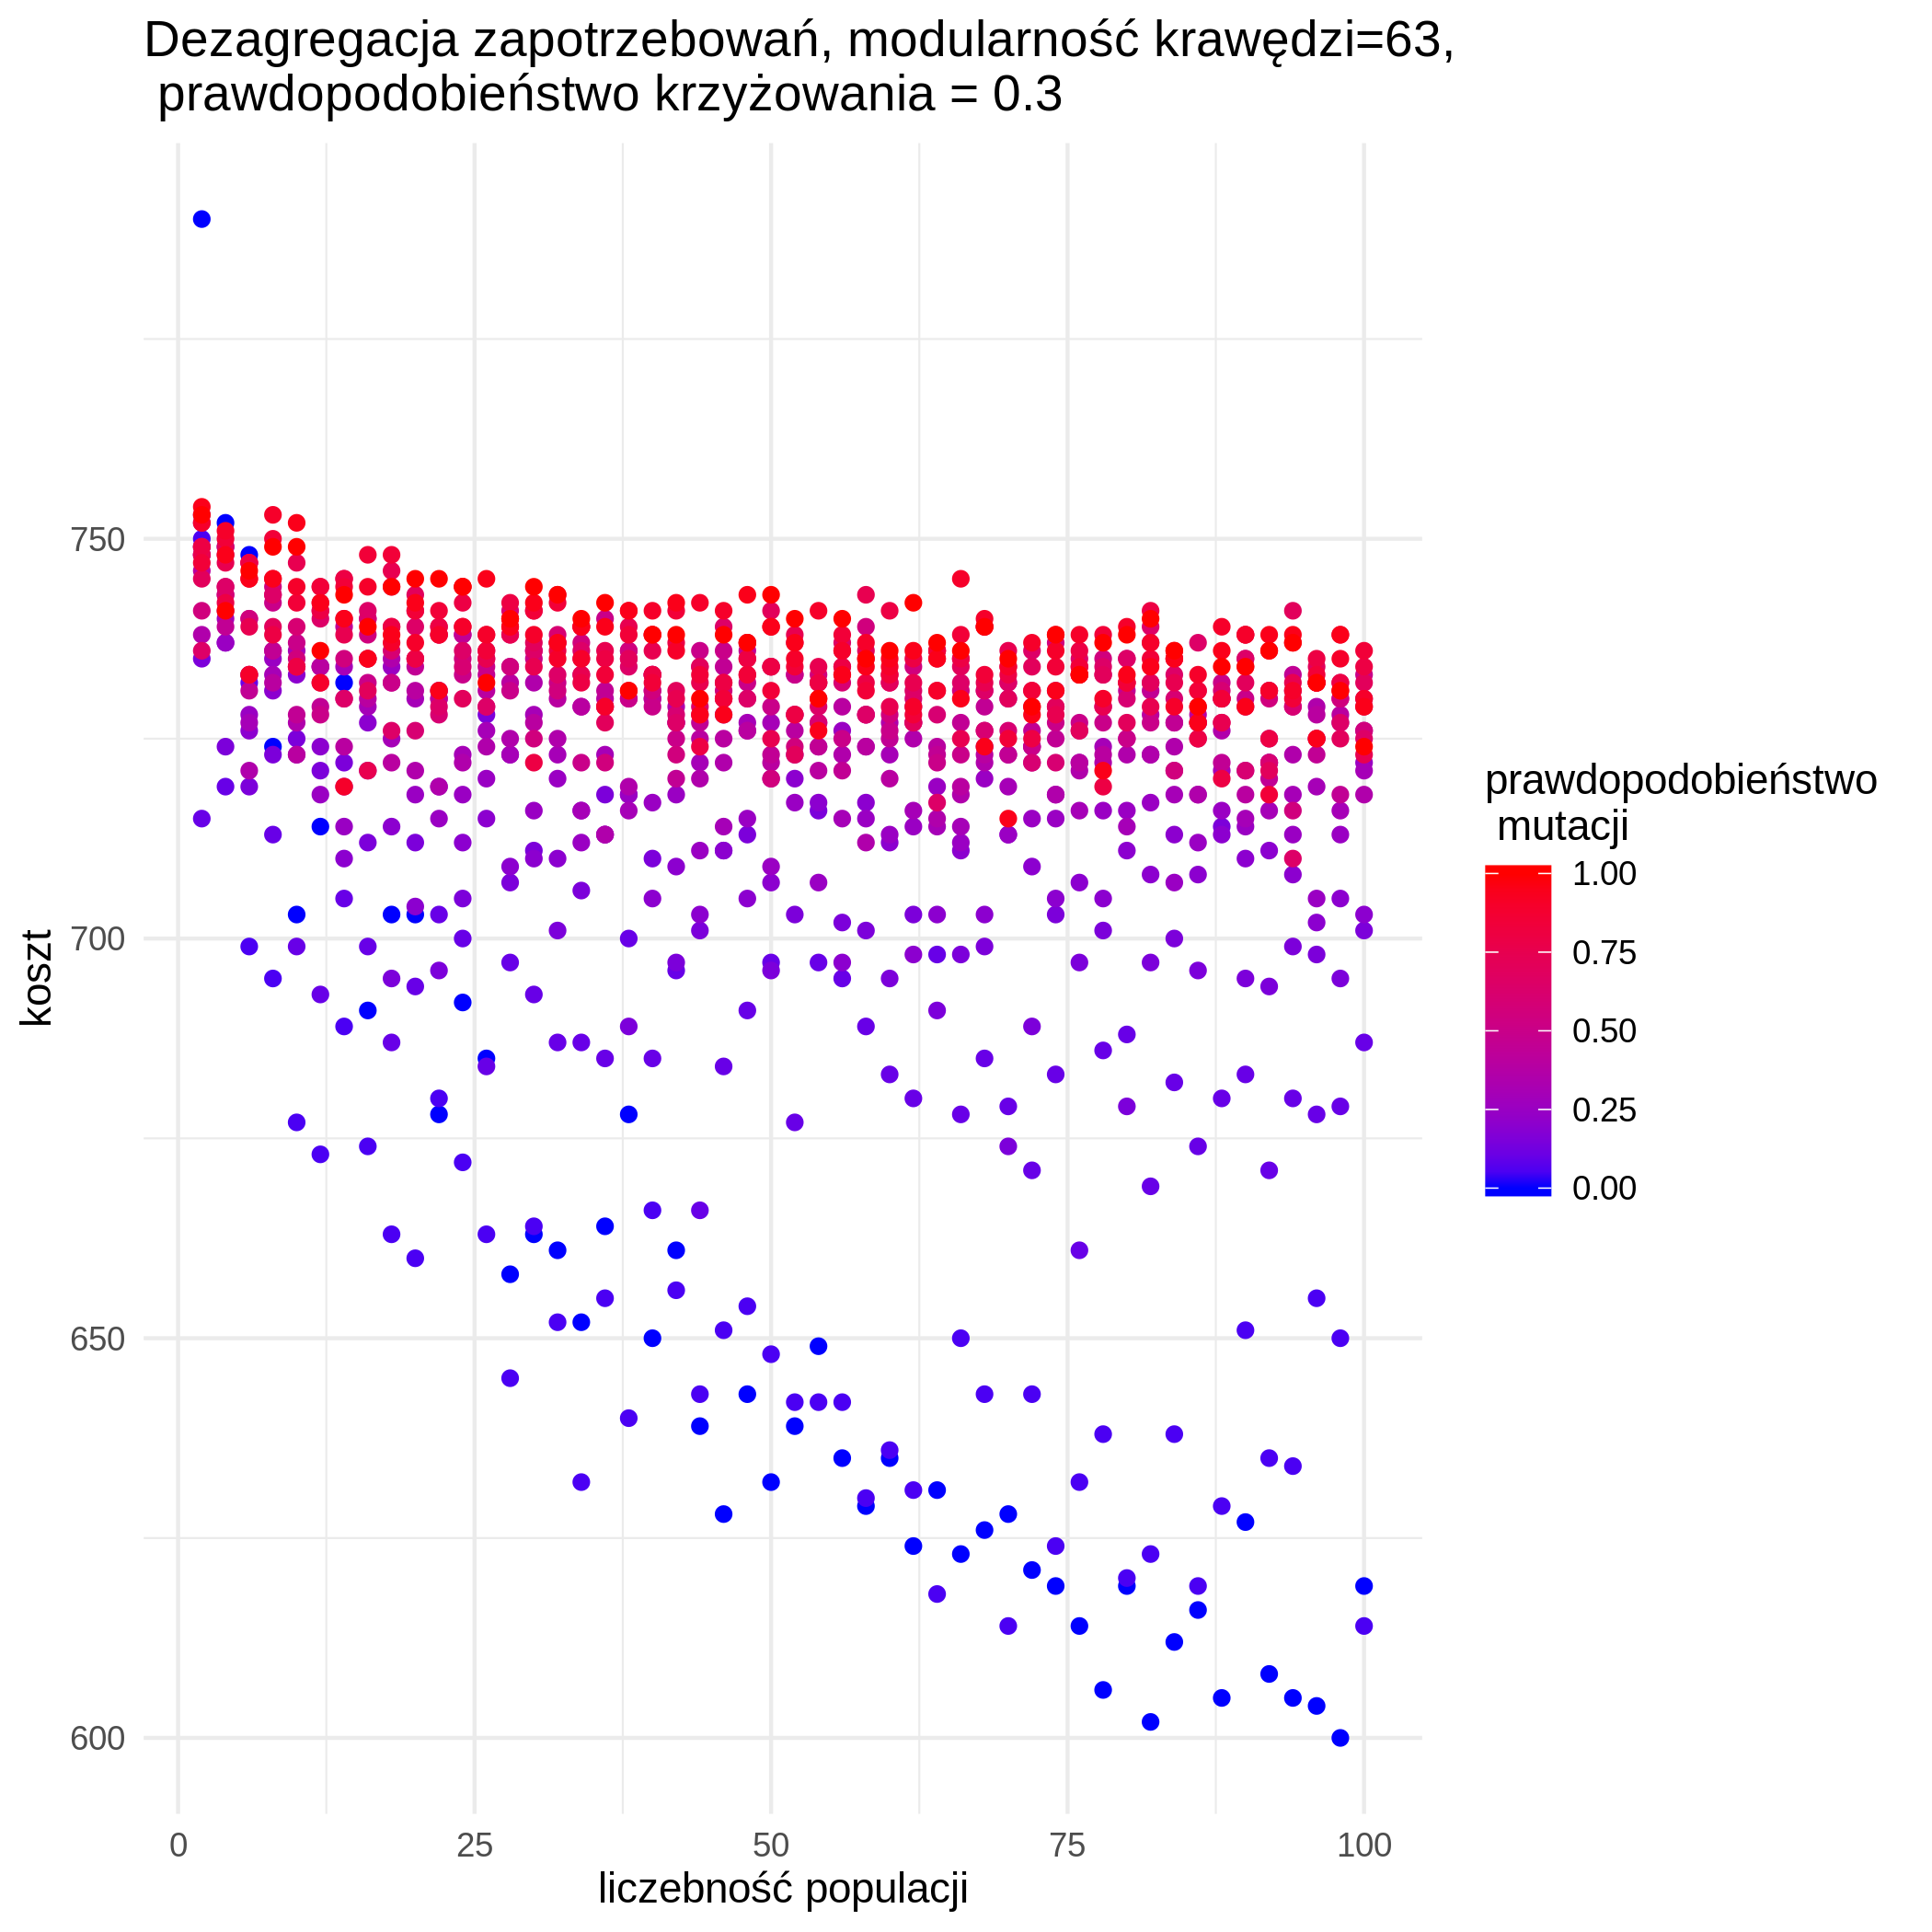 Dezagregacja zapotrzebowań, modularność krawędzi=63,
prawdopodobieństwo krzyżowania = 0.3
750
700
650
600
koszt
0 25 50 75 100
liczebność populacji
prawdopodobieństwo
mutacji
1.00
0.75
0.50
0.25
0.00